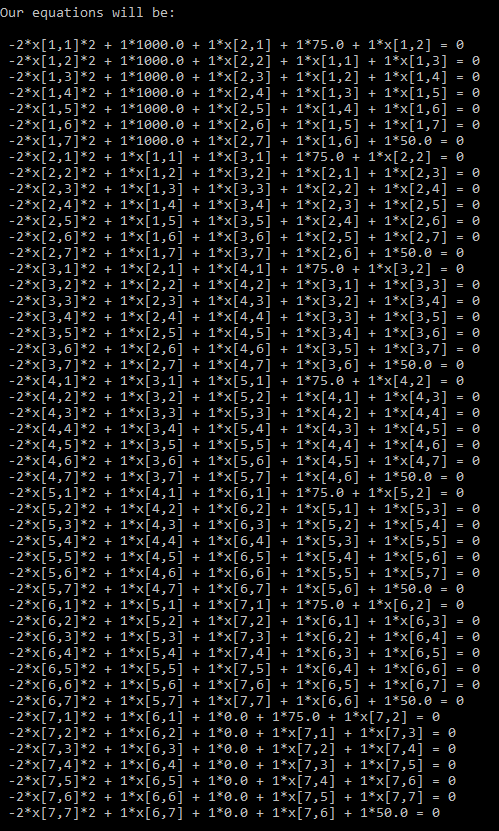 Our equations will be:
-2*x[1,1]*2 + 1*1000.0 + 1*x[2,1] + 1*75.0 + 1*x[1,2] = 0
-2*x[1,2]*2 + 1*1000.0 + 1*x[2,2] + 1*x[1,1] + 1*x[1,3] = 0
-2*x[1,3]*2 + 1*1000.0 + 1*x[2,3] + 1*x[1,2] + 1*x[1,4] = 0
-2*x[1,4]*2 + 1*1000.0 + 1*x[2,4] + 1*x[1,3] + 1*x[1,5] = 0
-2*x[1,5]*2 + 1*1000.0 + 1*x[2,5] + 1*x[1,4] + 1*x[1,6] = 0
-2*x[1,6]*2 + 1*1000.0 + 1*x[2,6] + 1*x[1,5] + 1*x[1,7] = 0
-2*x[1,7]*2 + 1*1000.0 + 1*x[2,7] + 1*x[1,6] + 1*50.0 = 0
-2*x[2,1]*2 + 1*x[1,1] + 1*x[3,1] + 1*75.0 + 1*x[2,2] = 0
-2*x[2,2]*2 + 1*x[1,2] + 1*x[3,2] + 1*x[2,1] + 1*x[2,3] = 0
-2*x[2,3]*2 + 1*x[1,3] + 1*x[3,3] + 1*x[2,2] + 1*x[2,4] = 0
-2*x[2,4]*2 + 1*x[1,4] + 1*x[3,4] + 1*x[2,3] + 1*x[2,5] = 0
-2*x[2,5]*2 + 1*x[1,5] + 1*x[3,5] + 1*x[2,4] + 1*x[2,6] = 0
-2*x[2,6]*2 + 1*x[1,6] + 1*x[3,6] + 1*x[2,5] + 1*x[2,7] = 0
-2*x[2,7]*2 + 1*x[1,7] + 1*x[3,7] + 1*x[2,6] + 1*50.0 = 0
-2*x[3,1]*2 + 1*x[2,1] + 1*x[4,1] + 1*75.0 + 1*x[3,2] = 0
-2*x[3,2]*2 + 1*x[2,2] + 1*x[4,2] + 1*x[3,1] + 1*x[3,3] = 0
-2*x[3,3]*2 + 1*x[2,3] + 1*x[4,3] + 1*x[3,2] + 1*x[3,4] = 0
-2*x[3,4]*2 + 1*x[2,4] + 1*x[4,4] + 1*x[3,3] + 1*x[3,5] = 0
-2*x[3,5]*2 + 1*x[2,5] + 1*x[4,5] + 1*x[3,4] + 1*x[3,6] = 0
-2*x[3,6]*2 + 1*x[2,6] + 1*x[4,6] + 1*x[3,5] + 1*x[3,7] = 0
-2*x[3,7]*2 + 1*x[2,7] + 1*x[4,7] + 1*x[3,6] + 1*50.0 = 0
-2*x[4,1]*2 + 1*x[3,1] + 1*x[5,1] + 1*75.0 + 1*x[4,2] = 0
-2*x[4,2]*2 + 1*x[3,2] + 1*x[5,2] + 1*x[4,1] + 1*x[4,3] = 0
-2*x[4,3]*2 + 1*x[3,3] + 1*x[5,3] + 1*x[4,2] + 1*x[4,4] = 0
-2*x[4,4]*2 + 1*x[3,4] + 1*x[5,4] + 1*x[4,3] + 1*x[4,5] = 0
-2*x[4,5]*2 + 1*x[3,5] + 1*x[5,5] + 1*x[4,4] + 1*x[4,6] = 0
-2*x[4,6]*2 + 1*x[3,6] + 1*x[5,6] + 1*x[4,5] + 1*x[4,7] = 0
-2*x[4,7]*2 + 1*x[3,7] + 1*x[5,7] + 1*x[4,6] + 1*50.0 = 0
-2*x[5,1]*2 + 1*x[4,1] + 1*x[6,1] + 1*75.0 + 1*x[5,2] = 0
-2*x[5,2]*2 + 1*x[4,2] + 1*x[6,2] + 1*x[5,1] + 1*x[5,3] = 0
-2*x[5,3]*2 + 1*x[4,3] + 1*x[6,3] + 1*x[5,2] + 1*x[5,4] = 0
-2*x[5,4]*2 + 1*x[4,4] + 1*x[6,4] + 1*x[5,3] + 1*x[5,5] = 0
-2*x[5,5]*2 + 1*x[4,5] + 1*x[6,5] + 1*x[5,4] + 1*x[5,6] = 0
-2*x[5,6]*2 + 1*x[4,6] + 1*x[6,6] + 1*x[5,5] + 1*x[5,7] = 0
-2*x[5,7]*2 + 1*x[4,7] + 1*x[6,7] + 1*x[5,6] + 1*50.0 = 0
-2*x[6,1]*2 + 1*x[5,1] + 1*x[7,1] + 1*75.0 + 1*x[6,2] = 0
-2*x[6,2]*2 + 1*x[5,2] + 1*x[7,2] + 1*x[6,1] + 1*x[6,3] = 0
-2*x[6,3]*2 + 1*x[5,3] + 1*x[7,3] + 1*x[6,2] + 1*x[6,4] = 0
-2*x[6,4]*2 + 1*x[5,4] + 1*x[7,4] + 1*x[6,3] + 1*x[6,5] = 0
-2*x[6,5]*2 + 1*x[5,5] + 1*x[7,5] + 1*x[6,4] + 1*x[6,6] = 0
-2*x[6,6]*2 + 1*x[5,6] + 1*x[7,6] + 1*x[6,5] + 1*x[6,7] = 0
-2*x[6,7]*2 + 1*x[5,7] + 1*x[7,7] + 1*x[6,6] + 1*50.0 = 0
-2*x[7,1]*2 + 1*x[6,1] + 1*0.0 + 1*75.0 + 1*x[7,2] = 0
-2*x[7,2]*2 + 1*x[6,2] + 1*0.0 + 1*x[7,1] + 1*x[7,3] = 0
-2*x[7,3]*2 + 1*x[6,3] + 1*0.0 + 1*x[7,2] + 1*x[7,4] = 0
-2*x[7,4]*2 + 1*x[6,4] + 1*0.0 + 1*x[7,3] + 1*x[7,5] = 0
-2*x[7,5]*2 + 1*x[6,5] + 1*0.0 + 1*x[7,4] + 1*x[7,6] = 0
-2*x[7,6]*2 + 1*x[6,6] + 1*0.0 + 1*x[7,5] + 1*x[7,7] = 0
-2*x[7,7]*2 + 1*x[6,7] + 1*0.0 + 1*x[7,6] + 1*50.0 = 0